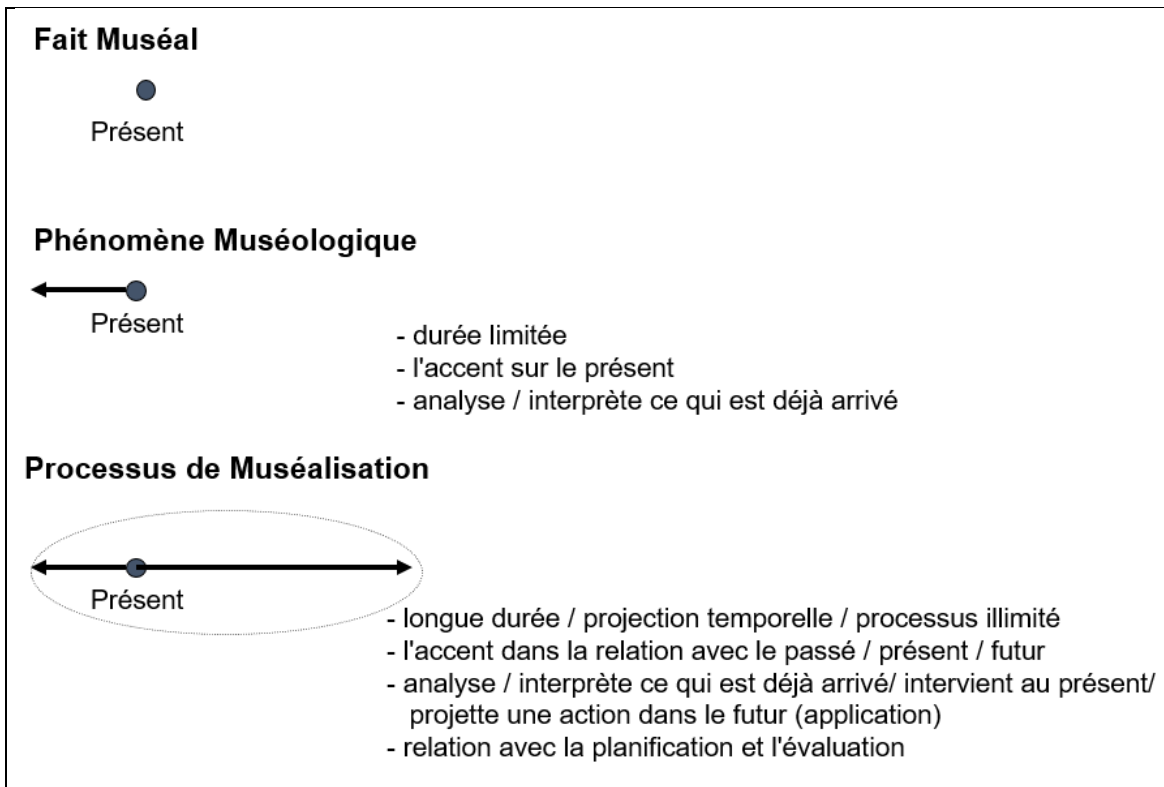 Fait Muséal
Présent
Phénomène Muséologique
Présent
- durée limitée
- l'accent sur le présent
- analyse / interprète ce qui est déjà arrivé
Processus de Muséalisation
Présent
- longue durée / projection temporelle / processus illimité
- l'accent dans la relation avec le passé / présent / futur
- analyse / interprète ce qui est déjà arrivé/ intervient au présent/
projette une action dans le futur (application)
- relation avec la planification et l'évaluation